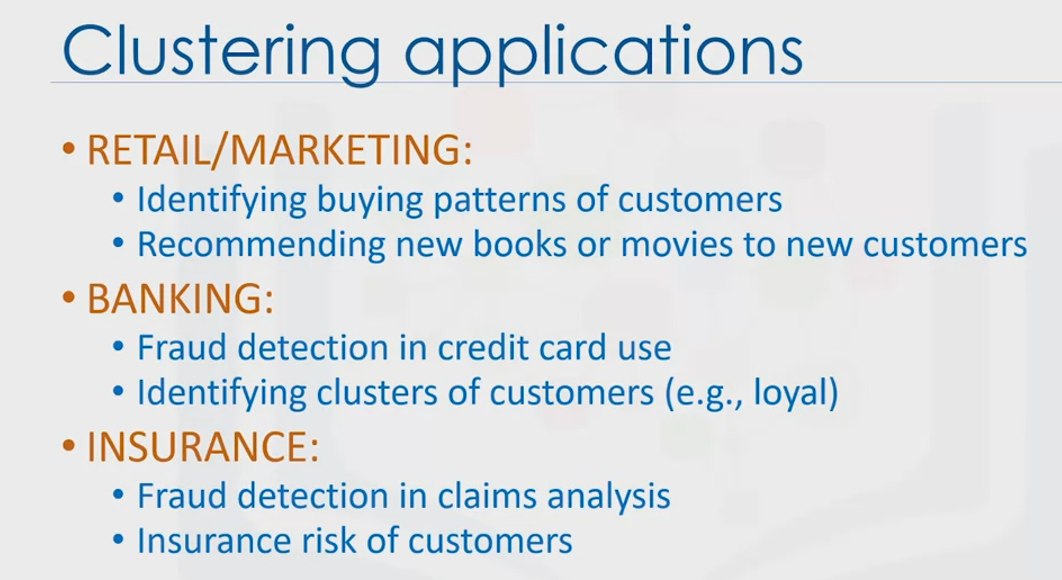 Clustering applications
• RETAIL/MARKETING:
• Identifying buying patterns of customers
• Recommending new books or movies to new customers
• BANKING:
• Fraud detection in credit card use
• Identifying clusters of customers (e.g., loyal)
• INSURANCE:
• Fraud detection in claims analysis
• Insurance risk of customers